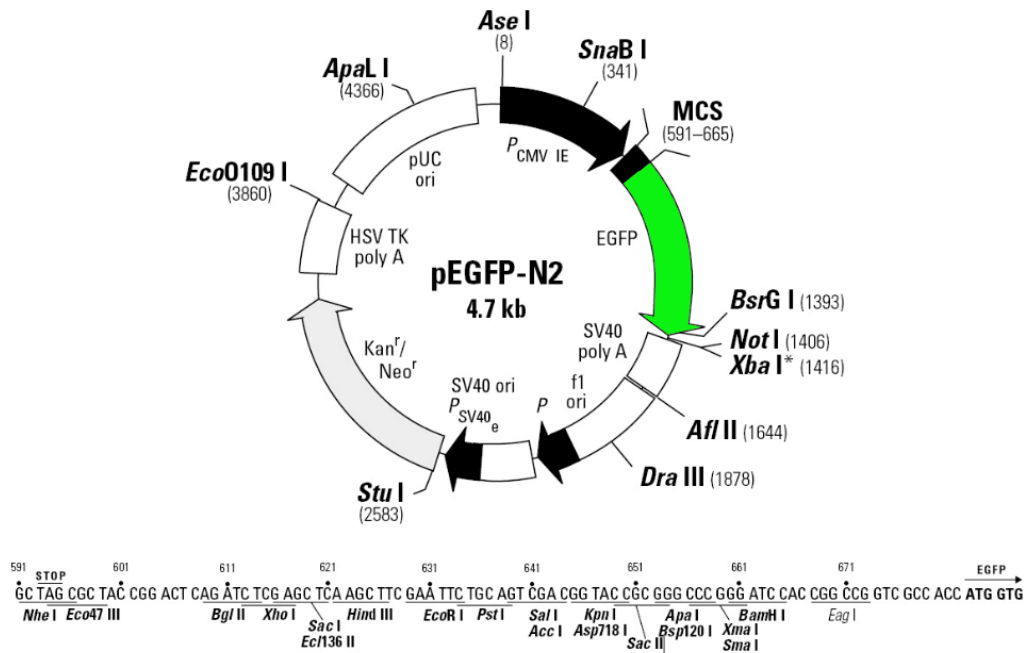 Ase I
(8)
SnaB I
(341)
ApaL I
(4366)
MCS
(591–665)
P CMV IE
pUC
ori
EcoO109 I
(3860)
HSV TK
poly A
EGFP
pEGFP-N2
4.7 kb
BsrG I (1393)
Not I (1406)
Xba I* (1416)
SV40
poly A
Kanr/
Neor
f1
ori
SV40 ori
P SV40e
P
Afl II (1644)
Dra III (1878)
Stu I
(2583)
591 601 611 621 631 641 651 661 671
STOP EGFP
GC TAG CGC TAC CGG ACT CAG ATC TCG AGC TCA AGC TTC GAA TTC TGC AGT CGA CGG TAC CGC GGG CCC GGG ATC CAC CGG CCG GTC GCC ACC ATG GTG
Nhe I Eco47 III Bgl II Xho I HinD III EcoR I Pst I Sal I Kpn I Apa I BamH I Eag I
Sac I Acc I Asp718 I Bsp120 I Xma I
Ecl136 II Sac II Sma I